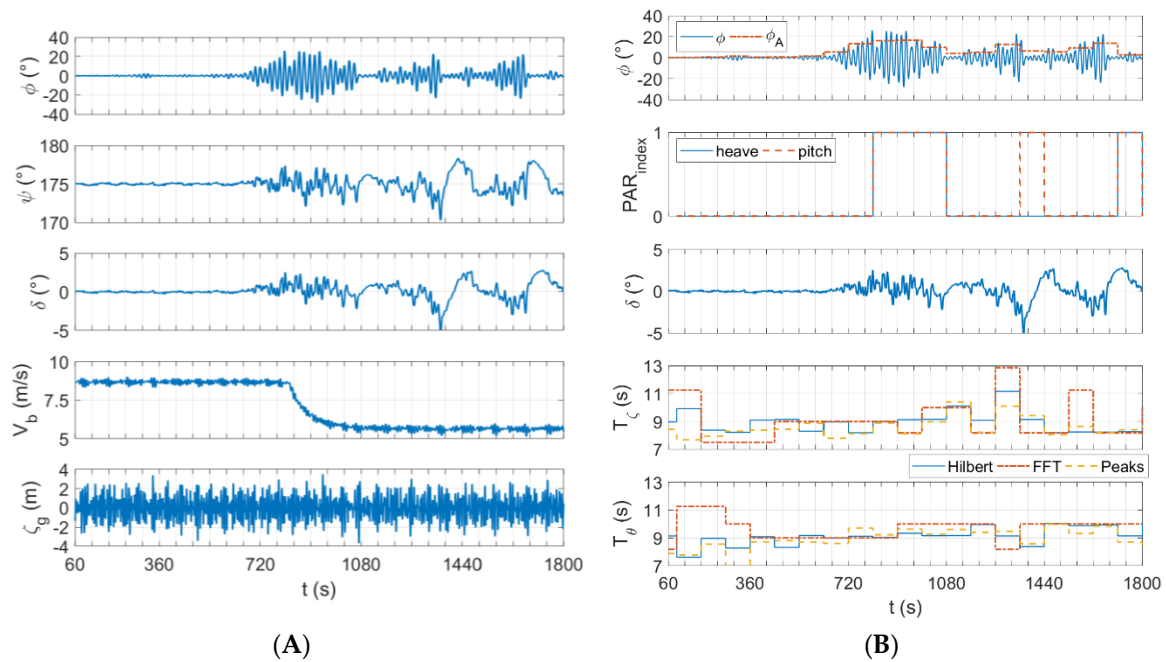 40
20
0
-20
-40
ϕ (°)
180
175
170
ψ (°)
5
0
-5
δ (°)
10
7.5
5
V_b (m/s)
4
2
0
-2
-4
ζ_g (m)
60 360 720 1080 1440 1800
t (s)
(A)
40
20
0
-20
-40
ϕ (°)
ϕ ϕ_A
1
0
PAR_index
heave pitch
5
0
-5
δ (°)
13
11
9
7
T_ζ (s)
Hilbert FFT Peaks
13
11
9
7
T_θ (s)
60 360 720 1080 1440 1800
t (s)
(B)